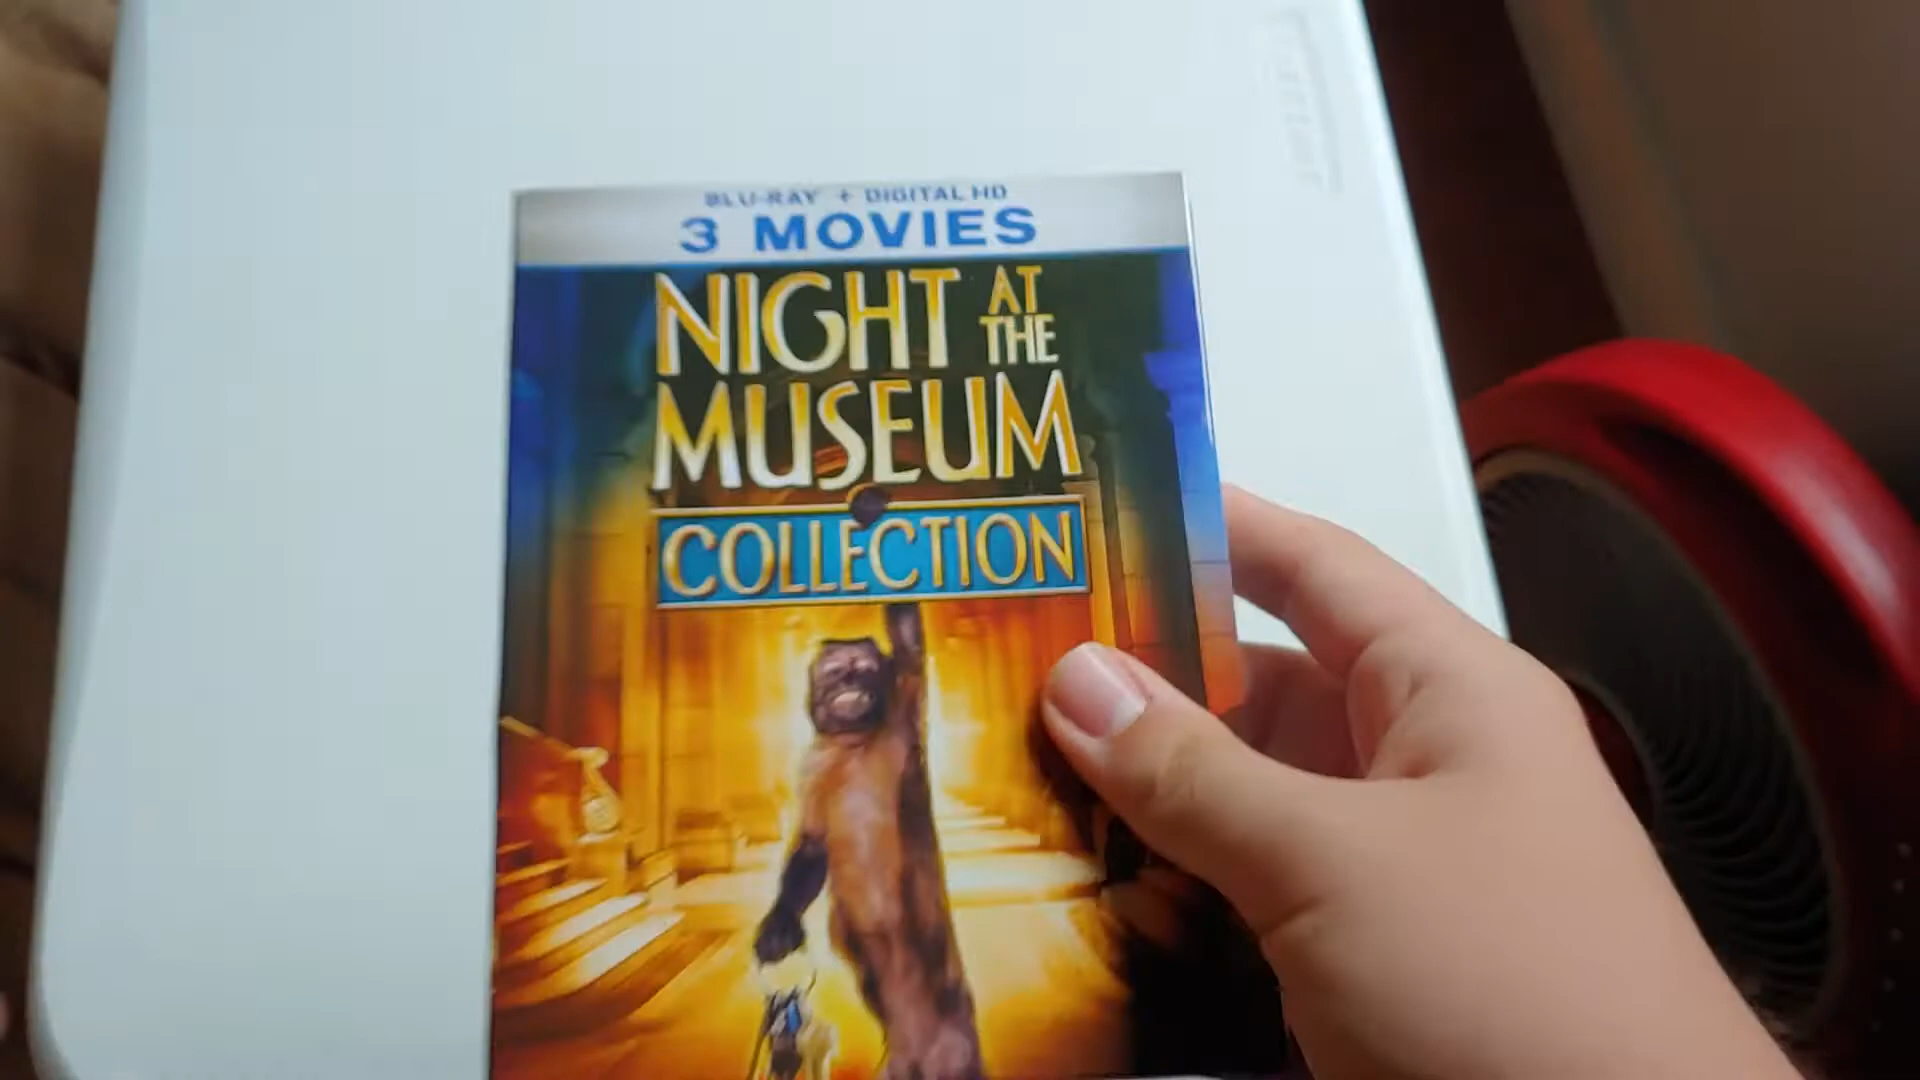 BLU-RAY + DIGITAL HD
3 MOVIES
NIGHT AT THE
MUSEUM
COLLECTION